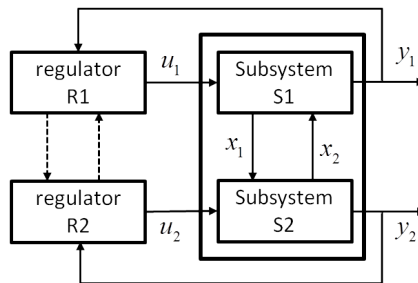 regulator
R1
u1
Subsystem
S1
y1
x1
x2
regulator
R2
u2
Subsystem
S2
y2